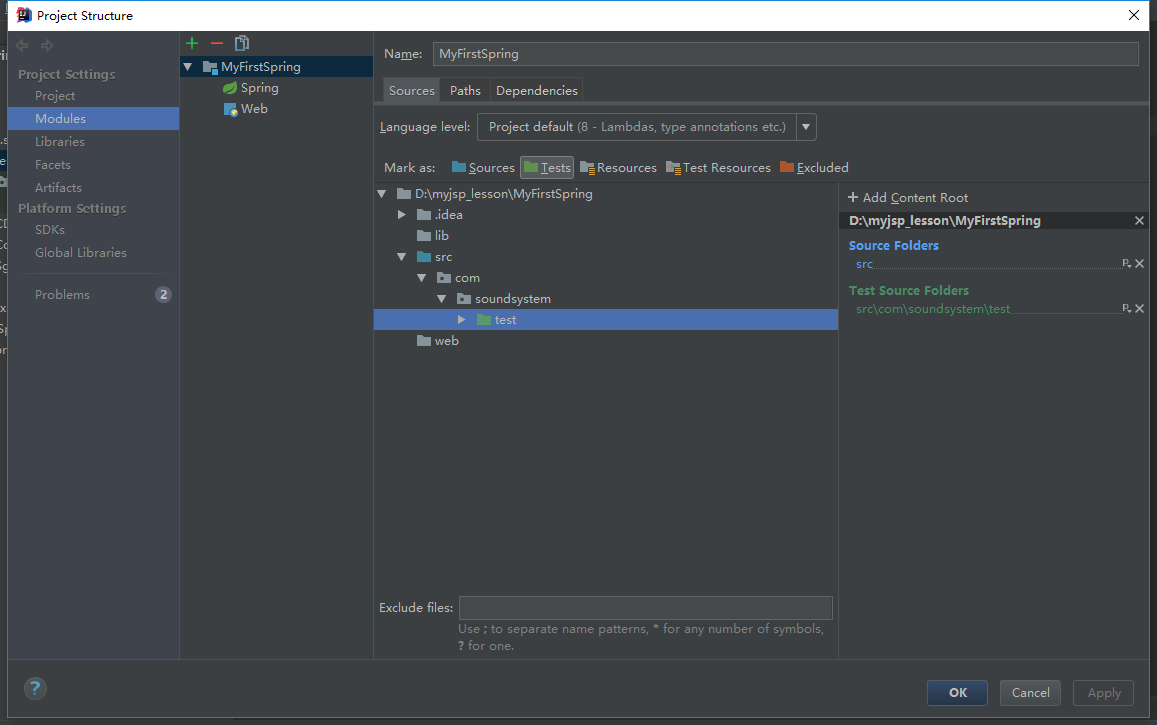 Project Structure
Project Settings
Project
Modules
Libraries
Facets
Artifacts
Platform Settings
SDKs
Global Libraries
Problems 2
MyFirstSpring
Spring
Web
Name: MyFirstSpring
Sources Paths Dependencies
Language level: Project default (8 - Lambdas, type annotations etc.)
Mark as: Sources Tests Resources Test Resources Excluded
D:\myjsp_lesson\MyFirstSpring
.idea
lib
src
com
soundsystem
test
web
Exclude files:
Use ; to separate name patterns, * for any number of symbols,
? for one.
+ Add Content Root
D:\myjsp_lesson\MyFirstSpring
Source Folders
src
Test Source Folders
src\com\soundsystem\test
?
OK Cancel Apply